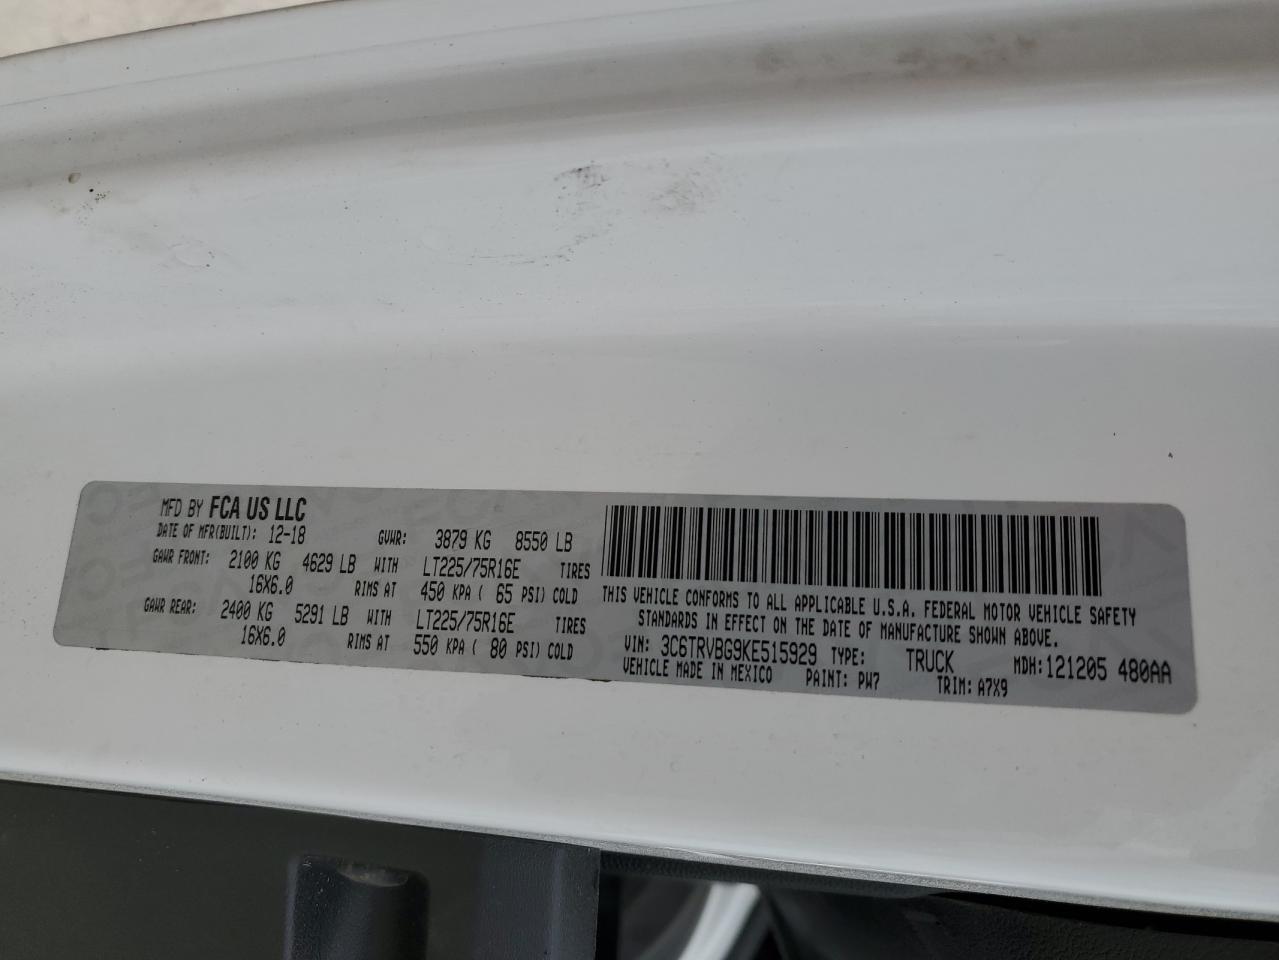 MFD BY FCA US LLC
DATE OF MFR(BUILT): 12-18 GVWR: 3879 KG 8550 LB
GAWR FRONT: 2100 KG 4629 LB WITH LT225/75R16E TIRES
16X6.0 RIMS AT 450 KPA ( 65 PSI) COLD
GAWR REAR: 2400 KG 5291 LB WITH LT225/75R16E TIRES
16X6.0 RIMS AT 550 KPA ( 80 PSI) COLD
THIS VEHICLE CONFORMS TO ALL APPLICABLE U.S.A. FEDERAL MOTOR VEHICLE SAFETY
STANDARDS IN EFFECT ON THE DATE OF MANUFACTURE SHOWN ABOVE.
VIN: 3C6TRVBG9KE515929 TYPE: TRUCK MDH:121205 480AA
VEHICLE MADE IN MEXICO PAINT: PW7 TRIM: A7X9